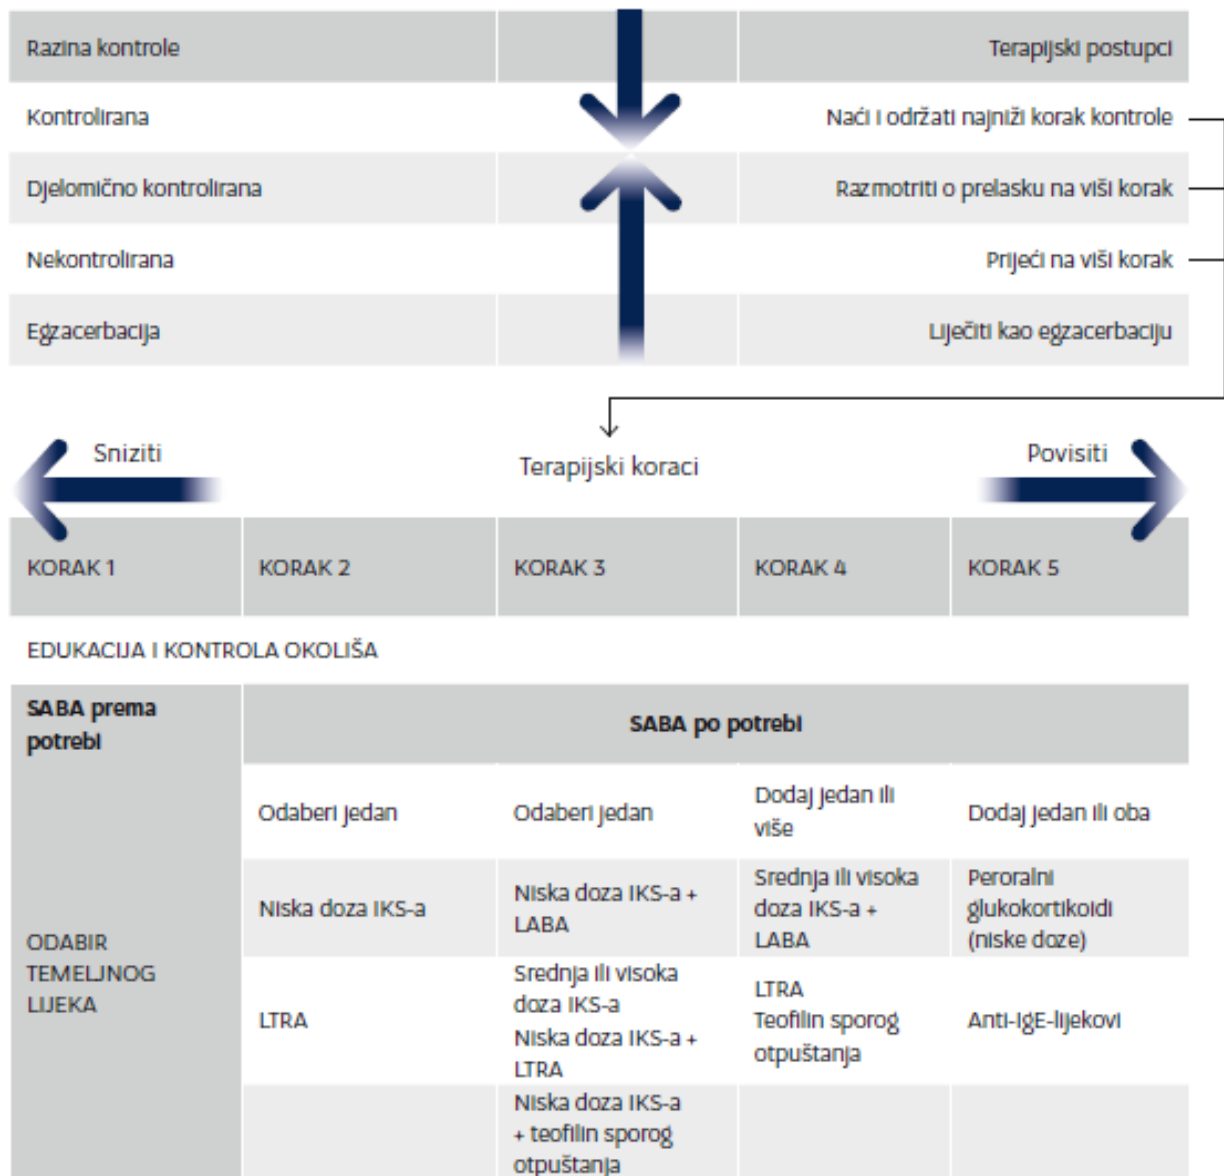 Razina kontrole
Terapijski postupci
Kontrolirana
Naći i održati najniži korak kontrole
Djelomično kontrolirana
Razmotriti o prelasku na viši korak
Nekontrolirana
Prijeći na viši korak
Egzacerbacija
Liječiti kao egzacerbaciju
Sniziti
Terapijski koraci
Povisiti
KORAK 1
KORAK 2
KORAK 3
KORAK 4
KORAK 5
EDUKACIJA I KONTROLA OKOLIŠA
SABA prema
potrebi
SABA po potrebi
ODABIR
TEMELJNOG
LIJEKA
Odaberi jedan
Odaberi jedan
Dodaj jedan ili
više
Dodaj jedan ili oba
Niska doza IKS-a
Niska doza IKS-a +
LABA
Srednja ili visoka
doza IKS-a +
LABA
Peroralni
glukokortikoidi
(niske doze)
LTRA
Srednja ili visoka
doza IKS-a
Niska doza IKS-a +
LTRA
LTRA
Teofilin sporog
otpuštanja
Anti-IgE-lijekovi
Niska doza IKS-a
+ teofilin sporog
otpuštanja